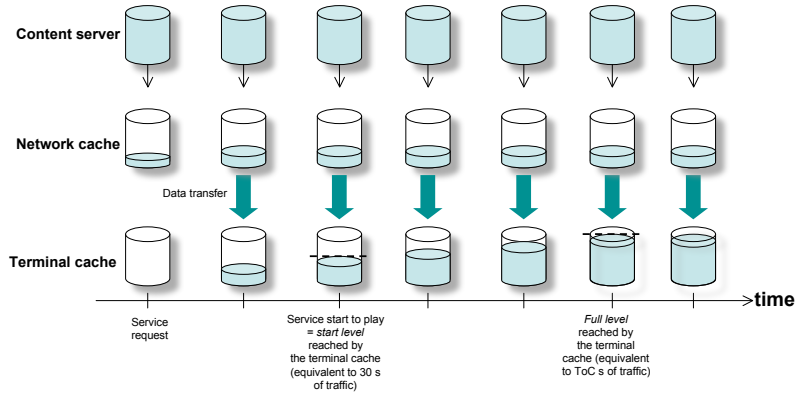 Content server
Network cache
Data transfer
Terminal cache
time
Service
request
Service start to play
= start level
reached by
the terminal cache
(equivalent to 30 s
of traffic)
Full level
reached by
the terminal
cache (equivalent
to ToC s of traffic)